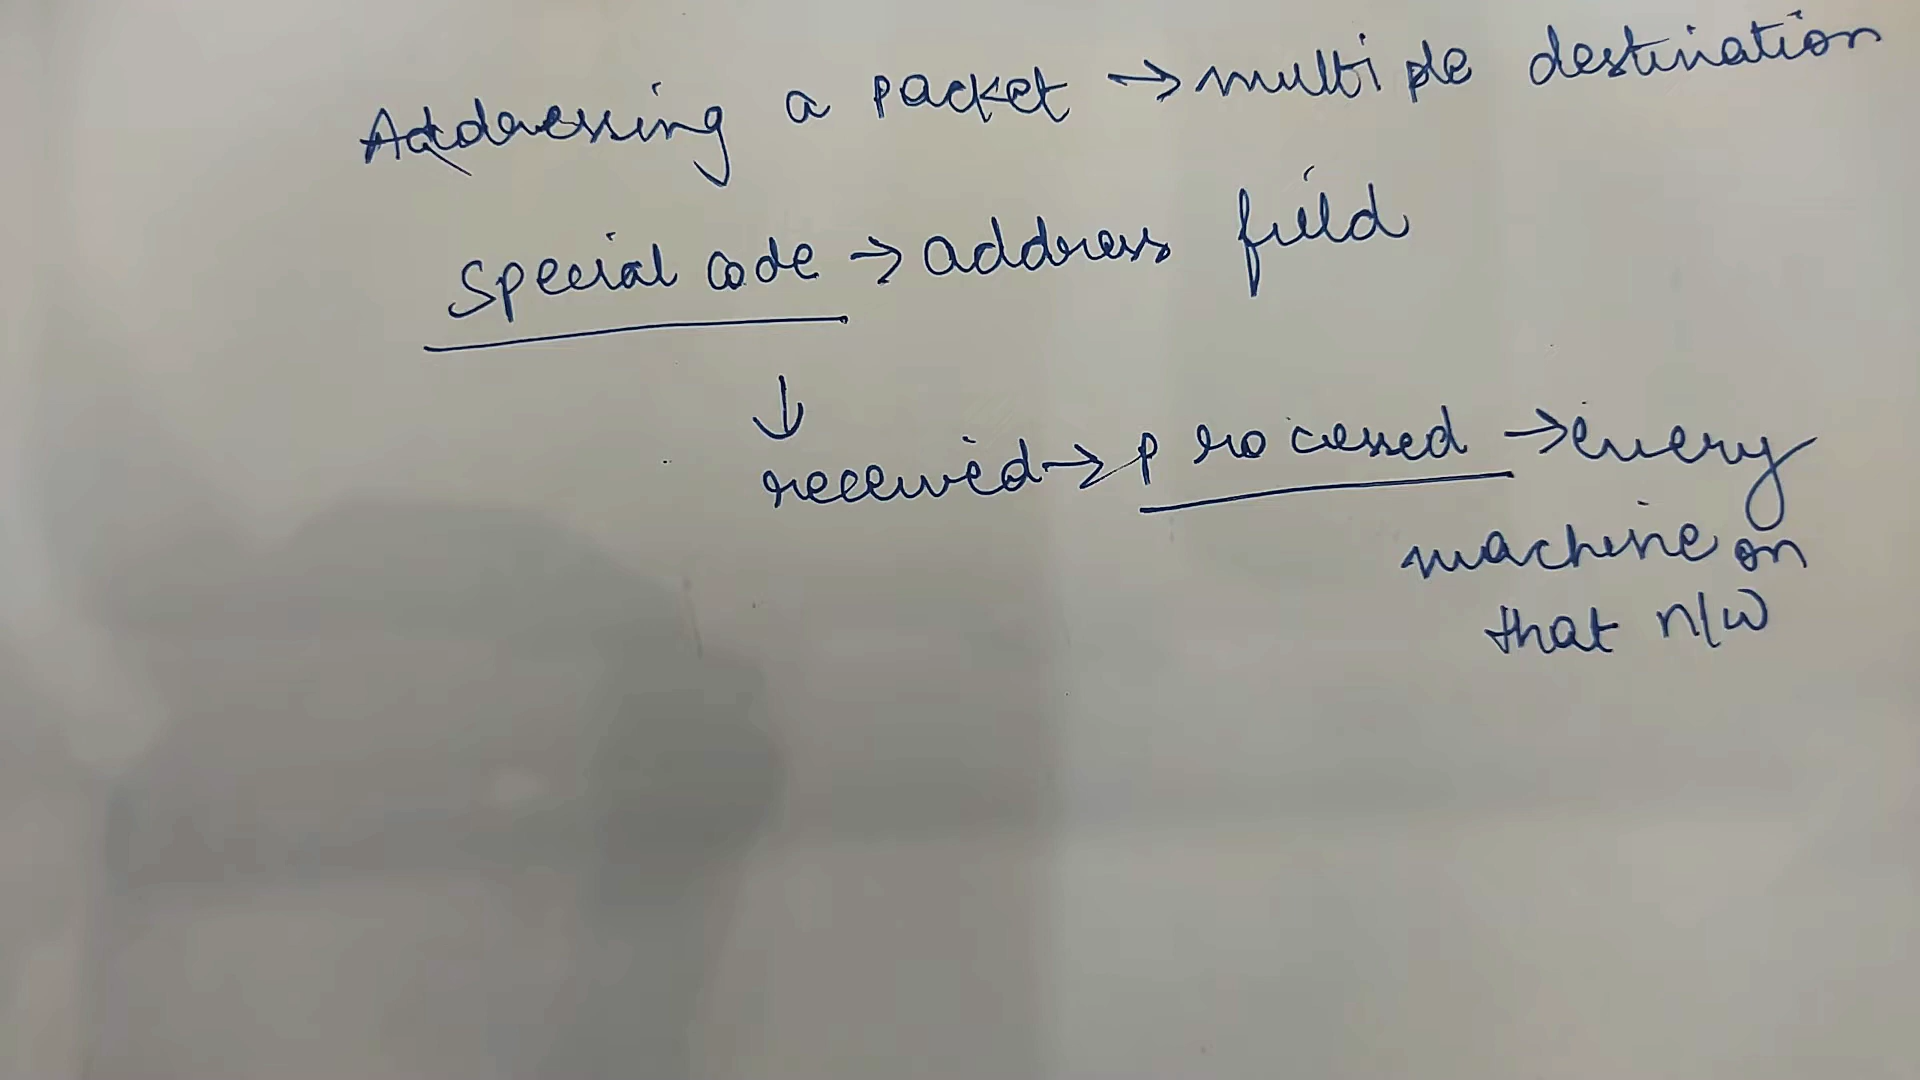 Addressing a packet → multiple destination
special code → address field
↓
received → processed → every
machine on
that n/w